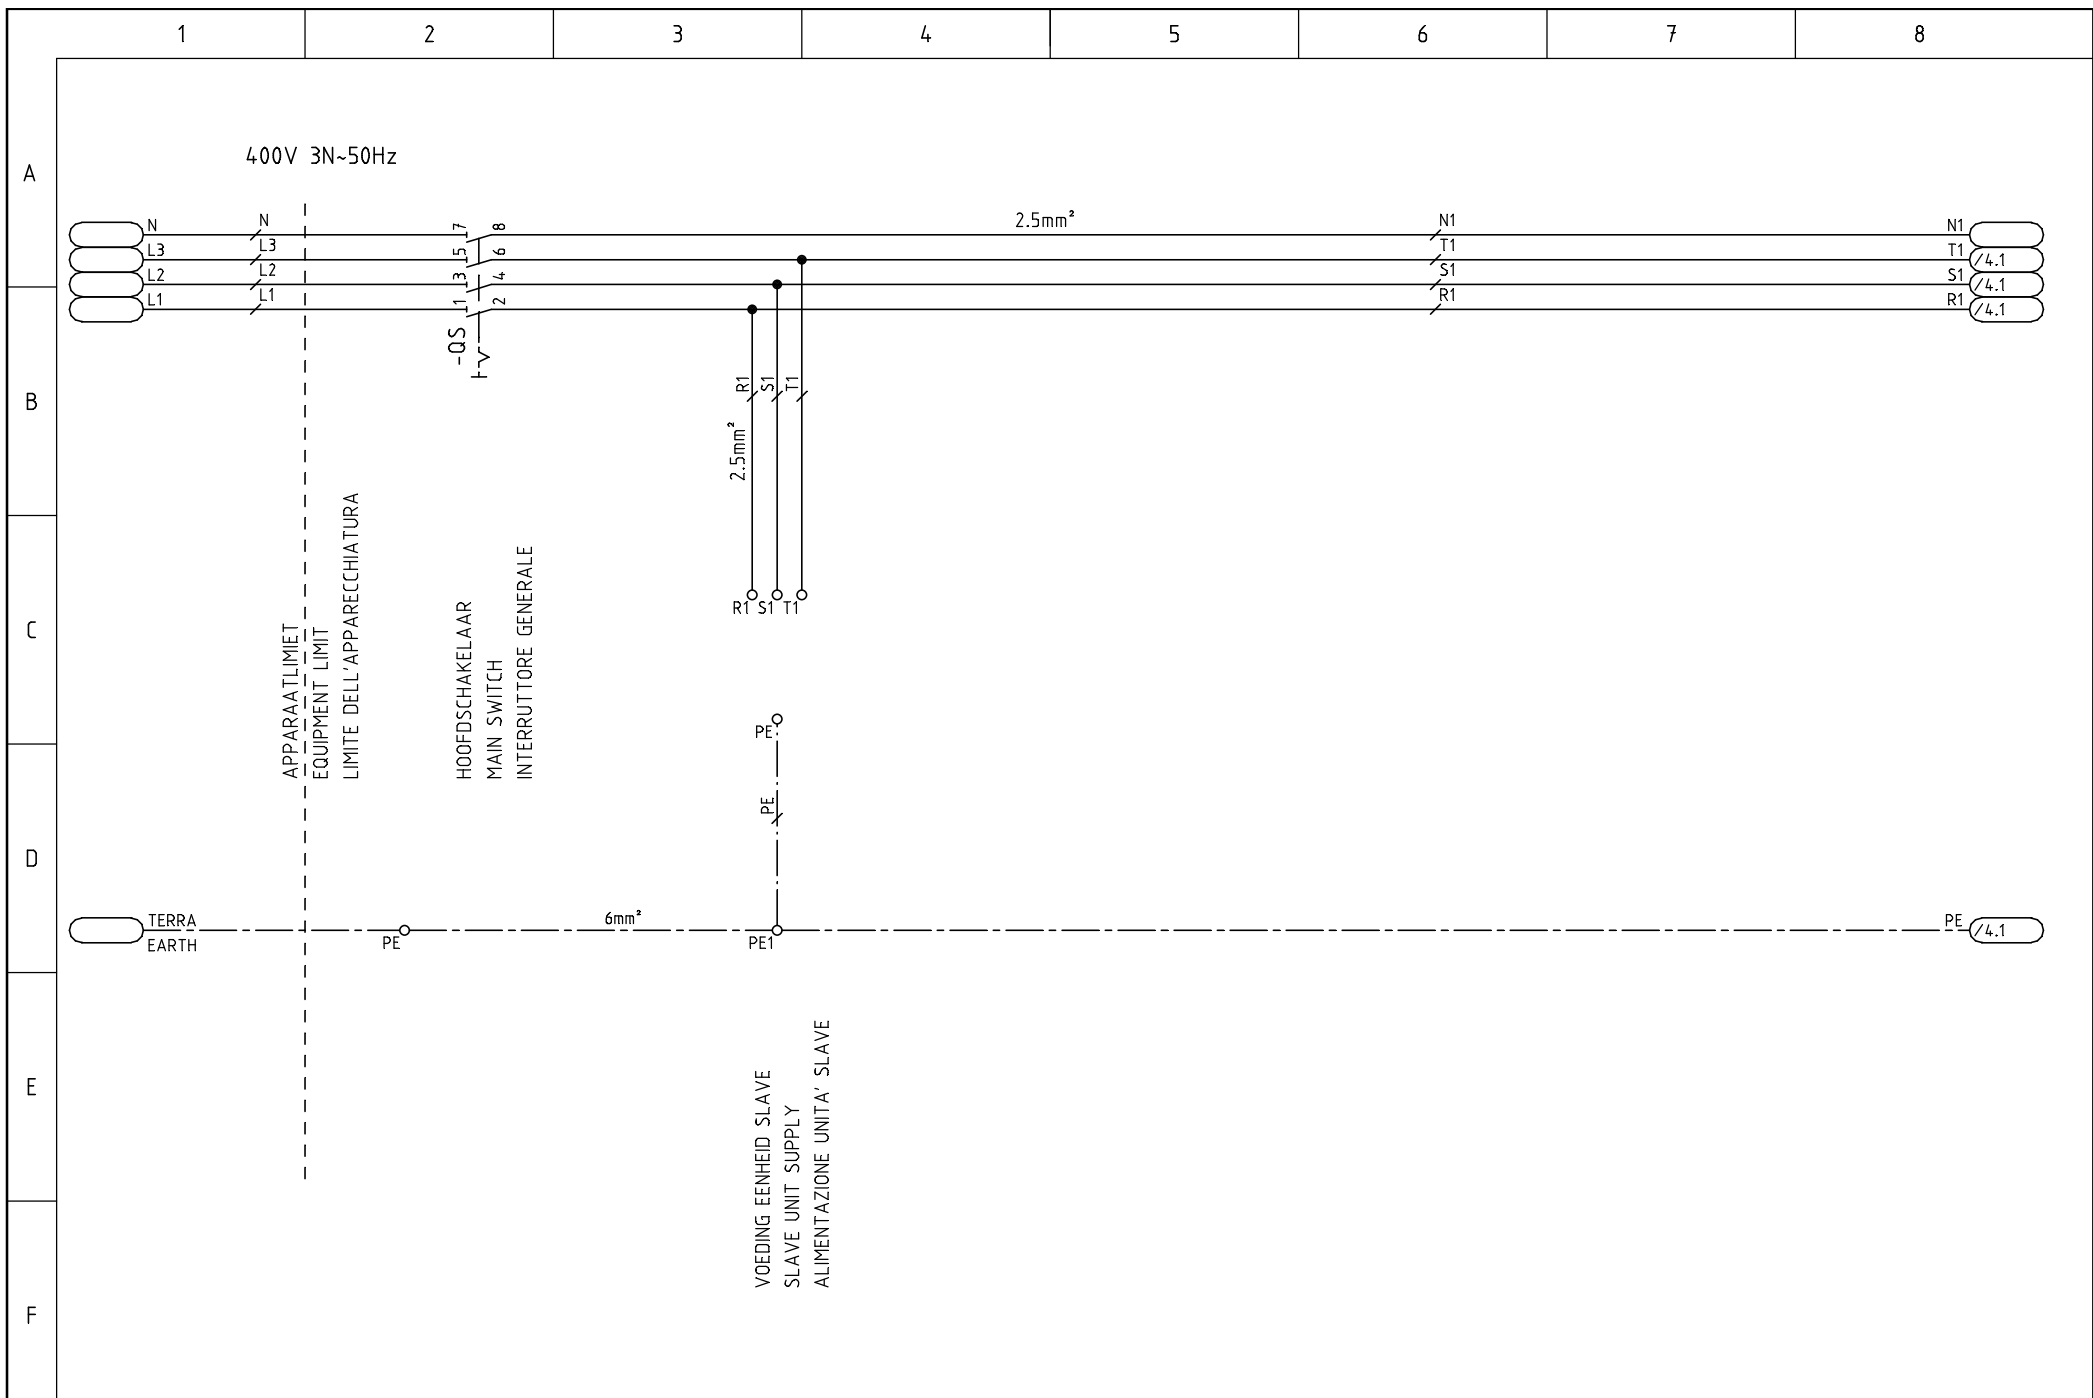 1 2 3 4 5 6 7 8
A
400V 3N~50Hz
N N 7 8 2.5mm² N1 N1
L3 L3 5 6 T1 T1 /4.1
L2 L2 3 4 S1 S1 /4.1
L1 L1 1 2 R1 R1 /4.1
-QS
B
R1 S1 T1
2.5mm²
C
R1 S1 T1
APPARAATLIMIET
EQUIPMENT LIMIT
LIMITE DELL'APPARECCHIATURA
HOOFDSCHAKELAAR
MAIN SWITCH
INTERRUTTORE GENERALE
PE
PE
D
TERRA
EARTH
PE
6mm²
PE1
PE /4.1
E
VOEDING EENHEID SLAVE
SLAVE UNIT SUPPLY
ALIMENTAZIONE UNITA' SLAVE
F